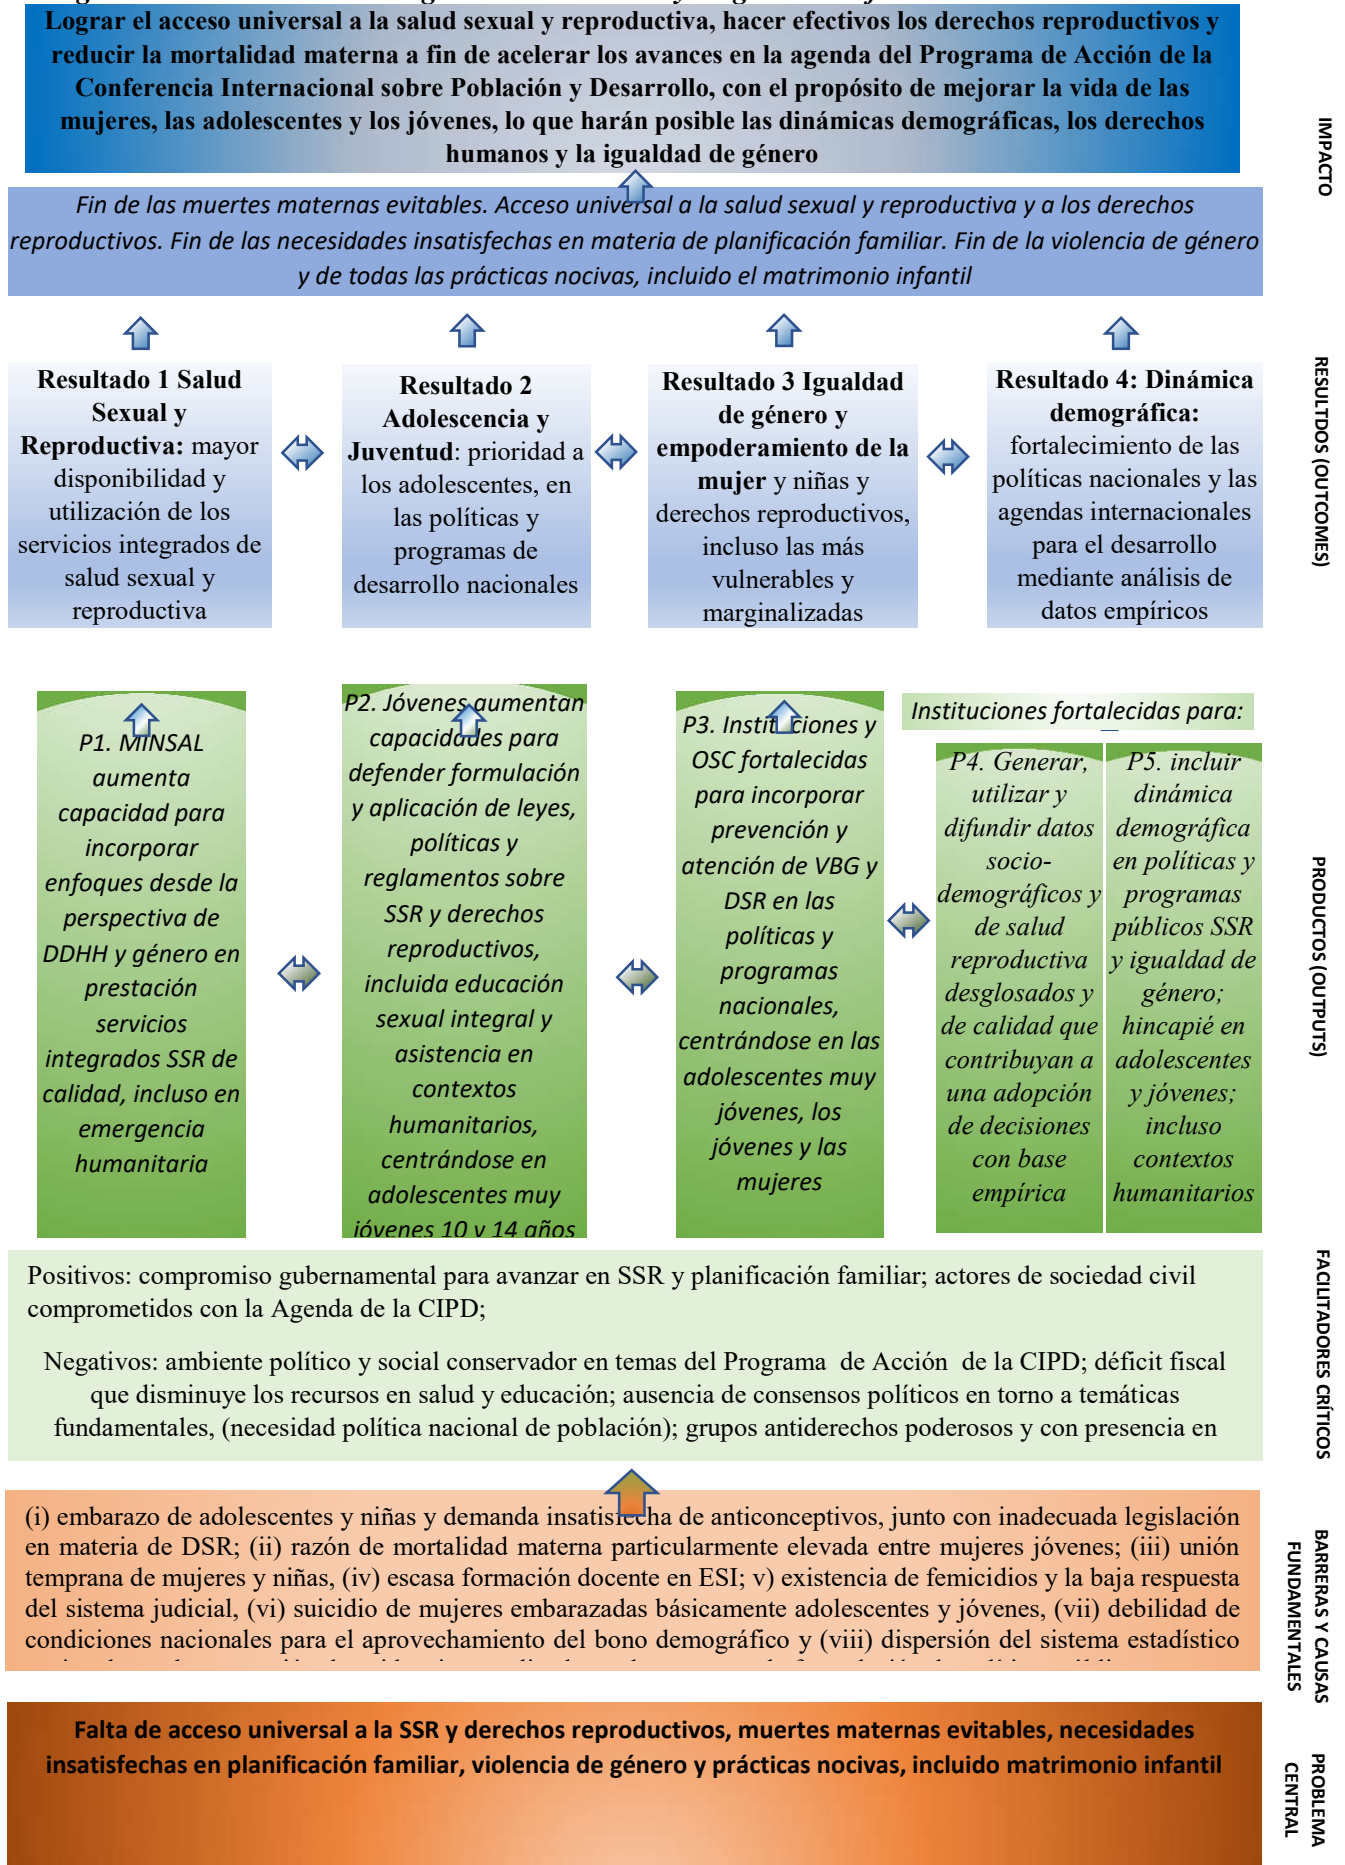 Lograr el acceso universal a la salud sexual y reproductiva, hacer efectivos los derechos reproductivos y
reducir la mortalidad materna a fin de acelerar los avances en la agenda del Programa de Acción de la
Conferencia Internacional sobre Población y Desarrollo, con el propósito de mejorar la vida de las
mujeres, las adolescentes y los jóvenes, lo que harán posible las dinámicas demográficas, los derechos
humanos y la igualdad de género
IMPACTO
Fin de las muertes maternas evitables. Acceso universal a la salud sexual y reproductiva y a los derechos
reproductivos. Fin de las necesidades insatisfechas en materia de planificación familiar. Fin de la violencia de género
y de todas las prácticas nocivas, incluido el matrimonio infantil
Resultado 1 Salud
Sexual y
Reproductiva: mayor
disponibilidad y
utilización de los
servicios integrados de
salud sexual y
reproductiva
Resultado 2
Adolescencia y
Juventud: prioridad a
los adolescentes, en
las políticas y
programas de
desarrollo nacionales
Resultado 3 Igualdad
de género y
empoderamiento de la
mujer y niñas y
derechos reproductivos,
incluso las más
vulnerables y
marginalizadas
Resultado 4: Dinámica
demográfica:
fortalecimiento de las
políticas nacionales y las
agendas internacionales
para el desarrollo
mediante análisis de
datos empíricos
RESULTDOS (OUTCOMES)
P1. MINSAL
aumenta
capacidad para
incorporar
enfoques desde la
perspectiva de
DDHH y género en
prestación
servicios
integrados SSR de
calidad, incluso en
emergencia
humanitaria
P2. Jóvenes aumentan
capacidades para
defender formulación
y aplicación de leyes,
políticas y
reglamentos sobre
SSR y derechos
reproductivos,
incluida educación
sexual integral y
asistencia en
contextos
humanitarios,
centrándose en
adolescentes muy
jóvenes 10 y 14 años
P3. Instituciones y
OSC fortalecidas
para incorporar
prevención y
atención de VBG y
DSR en las
políticas y
programas
nacionales,
centrándose en las
adolescentes muy
jóvenes, los
jóvenes y las
mujeres
Instituciones fortalecidas para:
P4. Generar,
utilizar y
difundir datos
socio-
demográficos y
de salud
reproductiva
desglosados y
de calidad que
contribuyan a
una adopción
de decisiones
con base
empírica
P5. incluir
dinámica
demográfica
en políticas y
programas
públicos SSR
y igualdad de
género;
hincapié en
adolescentes
y jóvenes;
incluso
contextos
humanitarios
PRODUCTOS (OUTPUTS)
Positivos: compromiso gubernamental para avanzar en SSR y planificación familiar; actores de sociedad civil
comprometidos con la Agenda de la CIPD;
Negativos: ambiente político y social conservador en temas del Programa de Acción de la CIPD; déficit fiscal
que disminuye los recursos en salud y educación; ausencia de consensos políticos en torno a temáticas
fundamentales, (necesidad política nacional de población); grupos antiderechos poderosos y con presencia en
FACILITADORES CRÍTICOS
(i) embarazo de adolescentes y niñas y demanda insatisfecha de anticonceptivos, junto con inadecuada legislación
en materia de DSR; (ii) razón de mortalidad materna particularmente elevada entre mujeres jóvenes; (iii) unión
temprana de mujeres y niñas, (iv) escasa formación docente en ESI; v) existencia de femicidios y la baja respuesta
del sistema judicial, (vi) suicidio de mujeres embarazadas básicamente adolescentes y jóvenes, (vii) debilidad de
condiciones nacionales para el aprovechamiento del bono demográfico y (viii) dispersión del sistema estadístico
BARRERAS Y CAUSAS
FUNDAMENTALES
Falta de acceso universal a la SSR y derechos reproductivos, muertes maternas evitables, necesidades
insatisfechas en planificación familiar, violencia de género y prácticas nocivas, incluido matrimonio infantil
PROBLEMA
CENTRAL